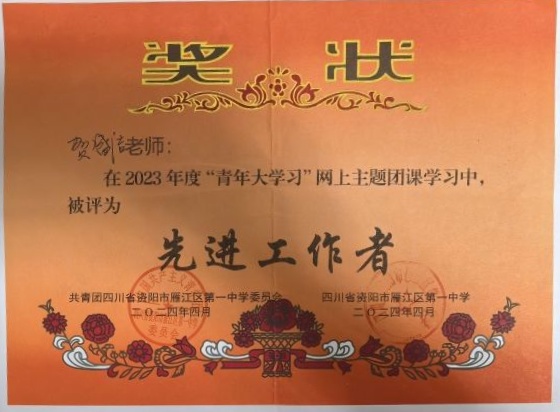 奖状
贺盛洁老师：
在2023年度“青年大学习”网上主题团课学习中，
被评为
先进工作者
共青团四川省资阳市雁江区第一中学委员会 四川省资阳市雁江区第一中学
二〇二四年四月 二〇二四年四月